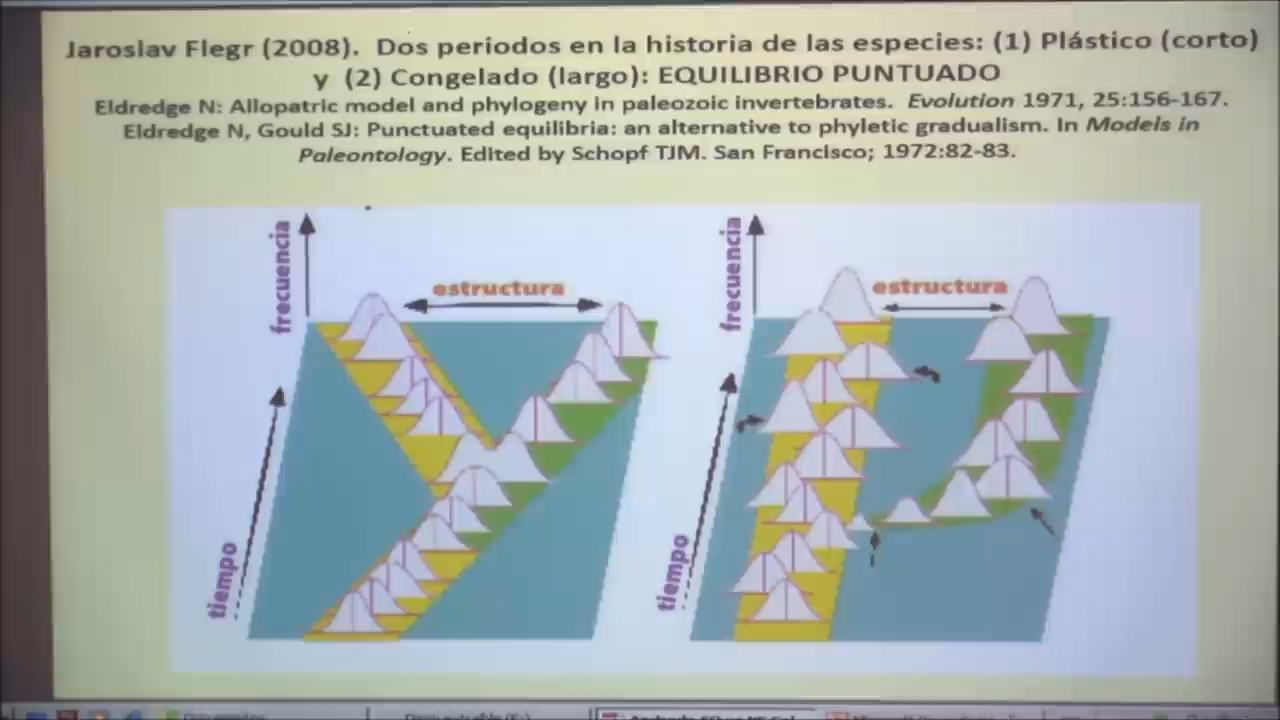 Jaroslav Flegr (2008). Dos periodos en la historia de las especies: (1) Plástico (corto)
y (2) Congelado (largo): EQUILIBRIO PUNTUADO
Eldredge N: Allopatric model and phylogeny in paleozoic invertebrates. Evolution 1971, 25:156-167.
Eldredge N, Gould SJ: Punctuated equilibria: an alternative to phyletic gradualism. In Models in
Paleontology. Edited by Schopf TJM. San Francisco; 1972:82-83.
frecuencia
estructura
tiempo
frecuencia
estructura
tiempo